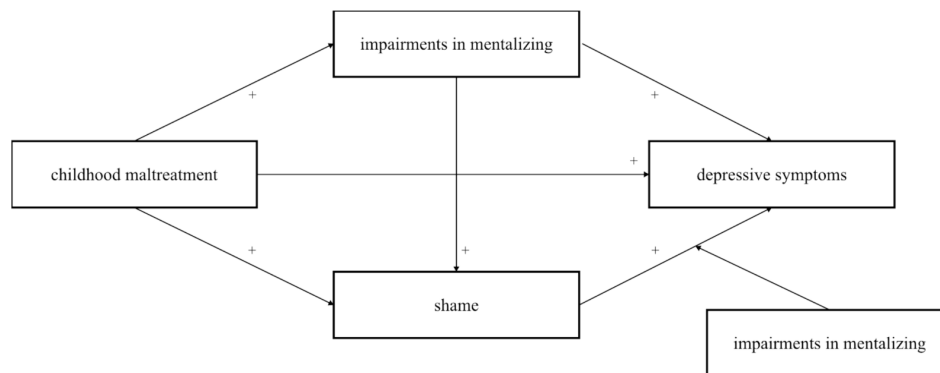 impairments in mentalizing
+
+
childhood maltreatment
+
depressive symptoms
+
+
+
shame
impairments in mentalizing